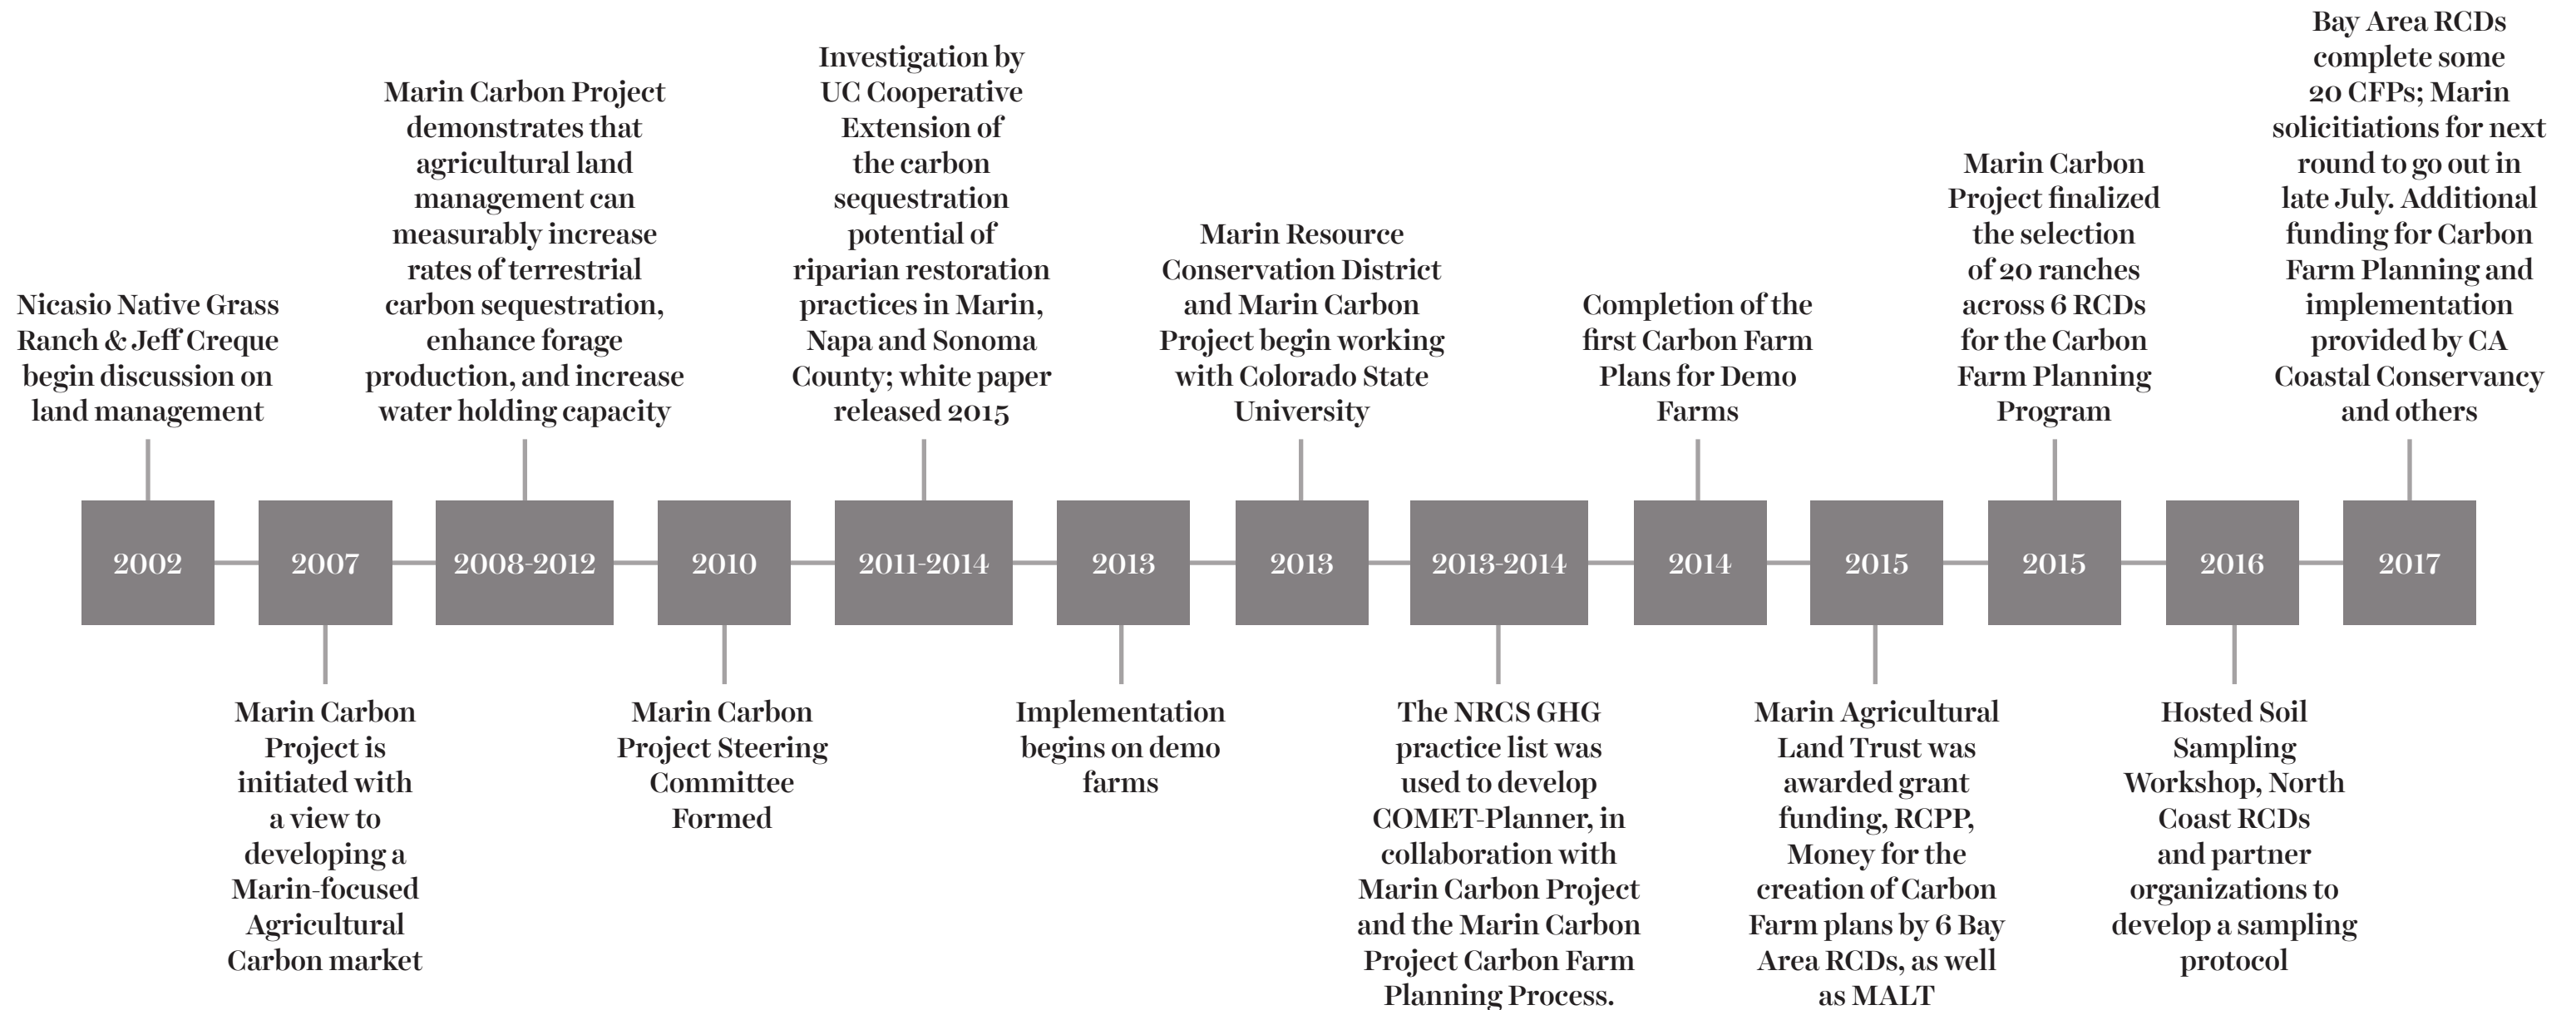 Nicasio Native Grass
Ranch & Jeff Creque
begin discussion on
land management
2002
2007
Marin Carbon
Project is
initiated with
a view to
developing a
Marin-focused
Agricultural
Carbon market
Marin Carbon Project
demonstrates that
agricultural land
management can
measurably increase
rates of terrestrial
carbon sequestration,
enhance forage
production, and increase
water holding capacity
2008-2012
2010
Marin Carbon
Project Steering
Committee
Formed
Investigation by
UC Cooperative
Extension of
the carbon
sequestration
potential of
riparian restoration
practices in Marin,
Napa and Sonoma
County; white paper
released 2015
2011-2014
2013
Implementation
begins on demo
farms
Marin Resource
Conservation District
and Marin Carbon
Project begin working
with Colorado State
University
2013
2013-2014
The NRCS GHG
practice list was
used to develop
COMET-Planner, in
collaboration with
Marin Carbon Project
and the Marin Carbon
Project Carbon Farm
Planning Process.
Completion of the
first Carbon Farm
Plans for Demo
Farms
2014
2015
Marin Agricultural
Land Trust was
awarded grant
funding, RCPP,
Money for the
creation of Carbon
Farm plans by 6 Bay
Area RCDs, as well
as MALT
Marin Carbon
Project finalized
the selection
of 20 ranches
across 6 RCDs
for the Carbon
Farm Planning
Program
2015
2016
Hosted Soil
Sampling
Workshop, North
Coast RCDs
and partner
organizations to
develop a sampling
protocol
Bay Area RCDs
complete some
20 CFPs; Marin
solicitiations for next
round to go out in
late July. Additional
funding for Carbon
Farm Planning and
implementation
provided by CA
Coastal Conservancy
and others
2017